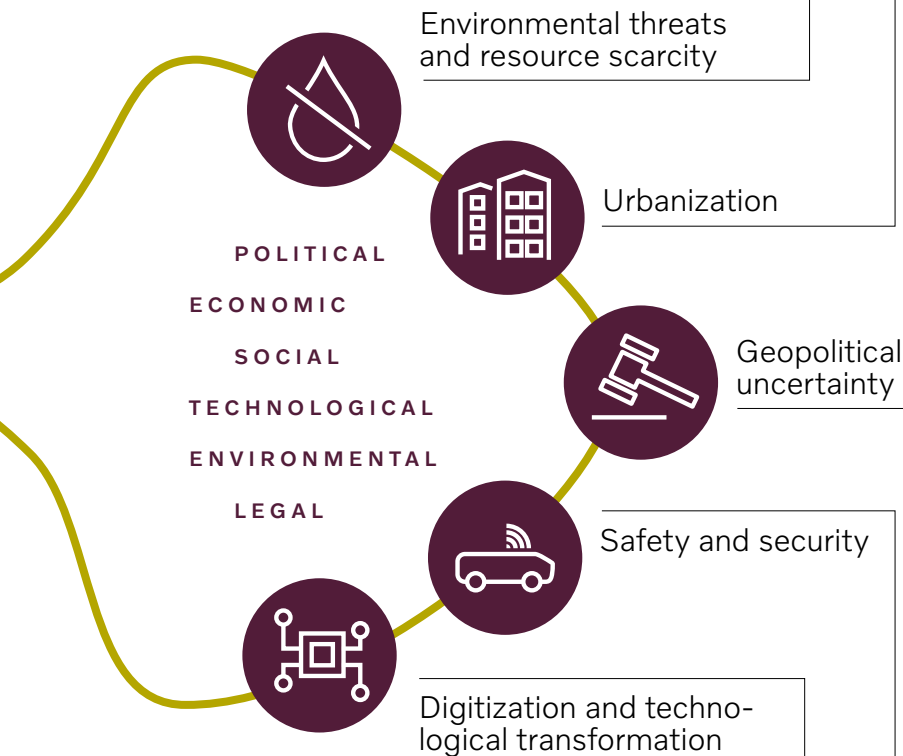 Environmental threats
and resource scarcity
Urbanization
POLITICAL
ECONOMIC
SOCIAL
TECHNOLOGICAL
ENVIRONMENTAL
LEGAL
Geopolitical
uncertainty
Safety and security
Digitization and techno-
logical transformation